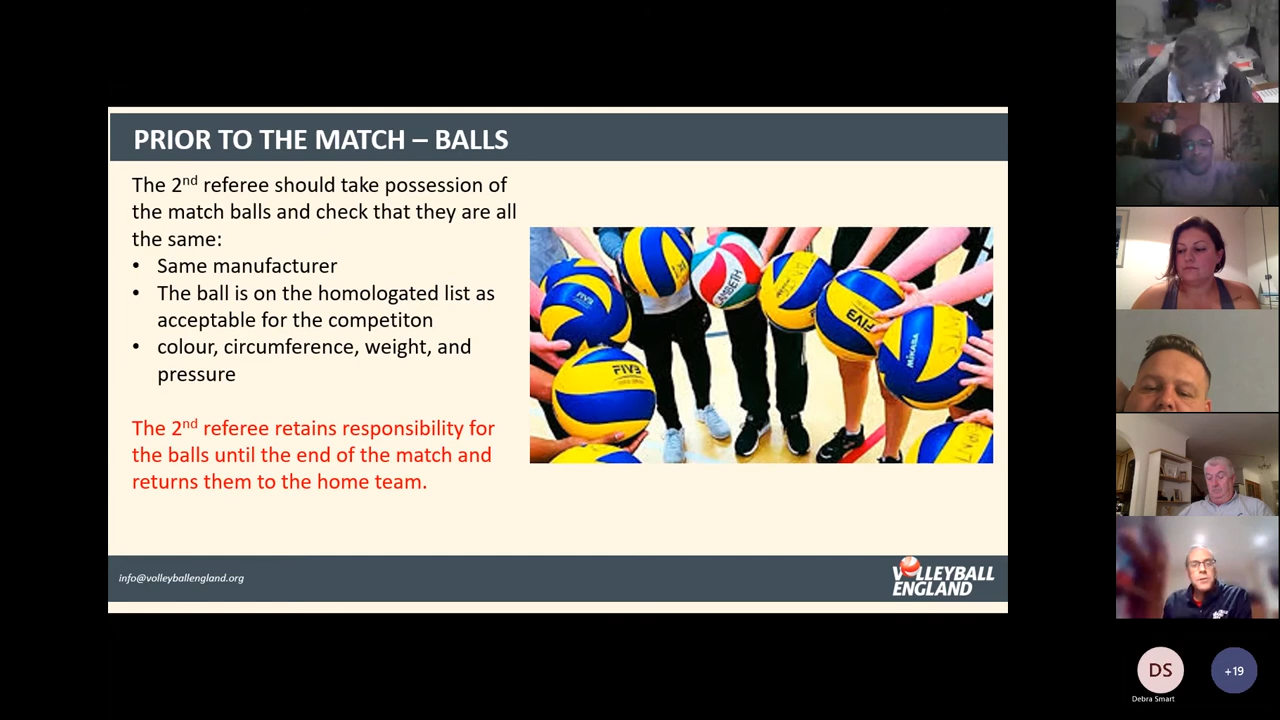 PRIOR TO THE MATCH – BALLS
The 2nd referee should take possession of
the match balls and check that they are all
the same:
• Same manufacturer
• The ball is on the homologated list as
acceptable for the competiton
• colour, circumference, weight, and
pressure
The 2nd referee retains responsibility for
the balls until the end of the match and
returns them to the home team.
FIVB
LAMBETH
FIVB
MIKASA
info@volleyballengland.org
VOLLEYBALL
ENGLAND
DS
+19
Debra Smart